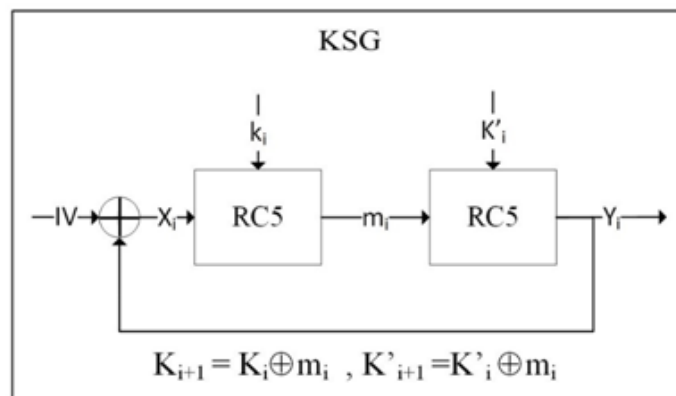 KSG
kᵢ
K'ᵢ
IV
Xᵢ
RC5
mᵢ
RC5
Yᵢ
Kᵢ₊₁ = Kᵢ⊕mᵢ , K'ᵢ₊₁=K'ᵢ⊕mᵢ